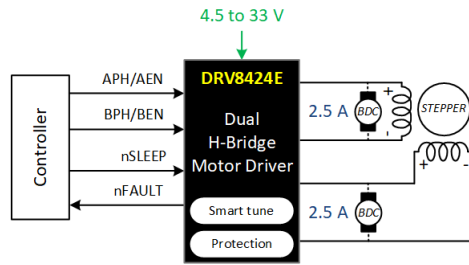 4.5 to 33 V
Controller
APH/AEN
BPH/BEN
nSLEEP
nFAULT
DRV8424E
Dual
H-Bridge
Motor Driver
Smart tune
Protection
2.5 A
BDC
+
-
STEPPER
+ -
2.5 A
BDC